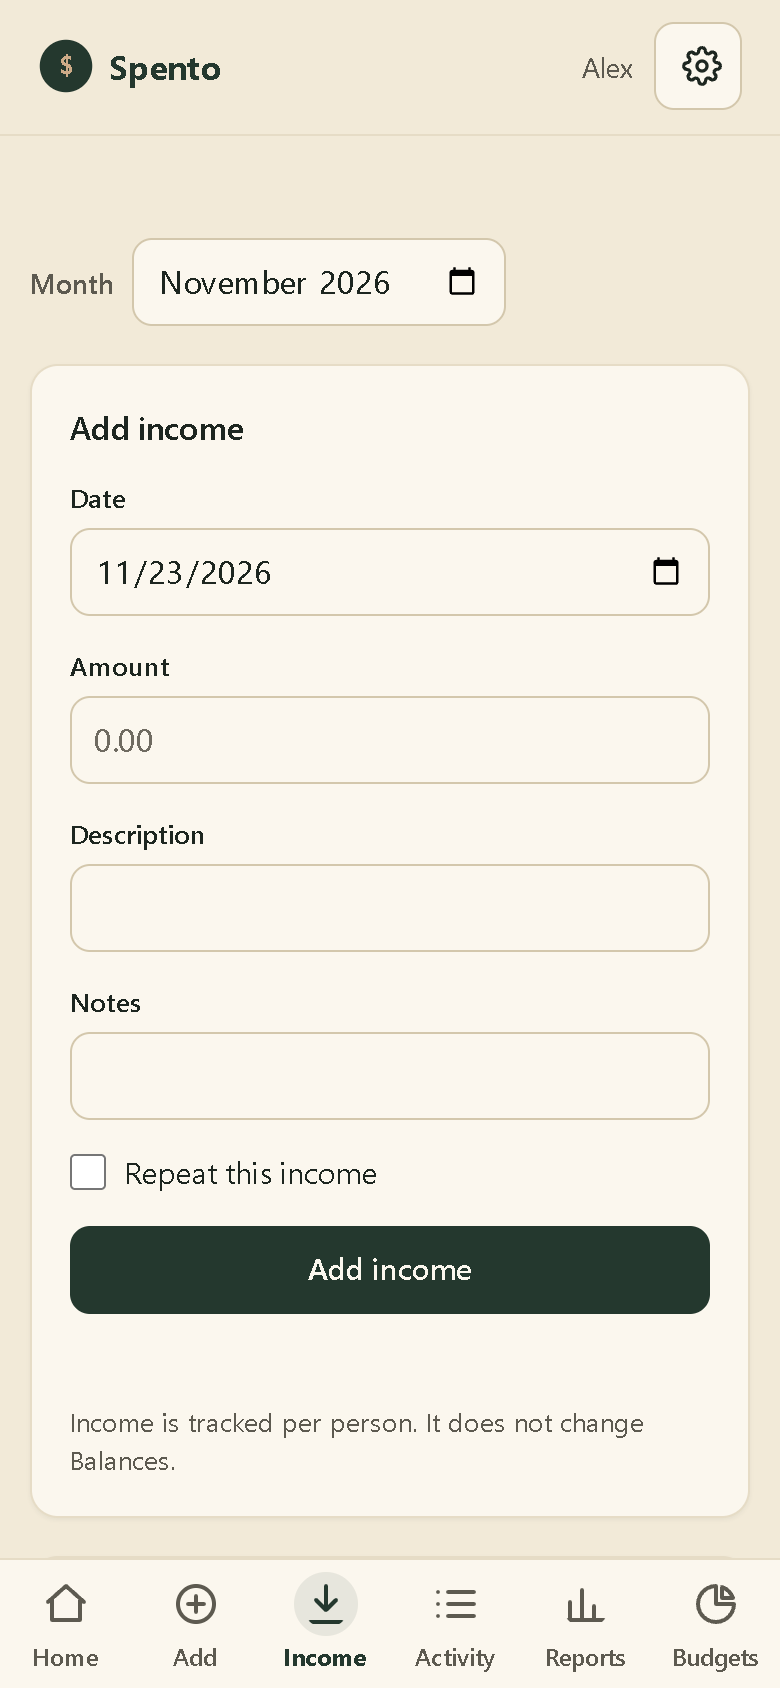 $ Spento
Alex
Month
November 2026
Add income
Date
11/23/2026
Amount
0.00
Description
Notes
Repeat this income
Add income
Income is tracked per person. It does not change
Balances.
Home
Add
Income
Activity
Reports
Budgets